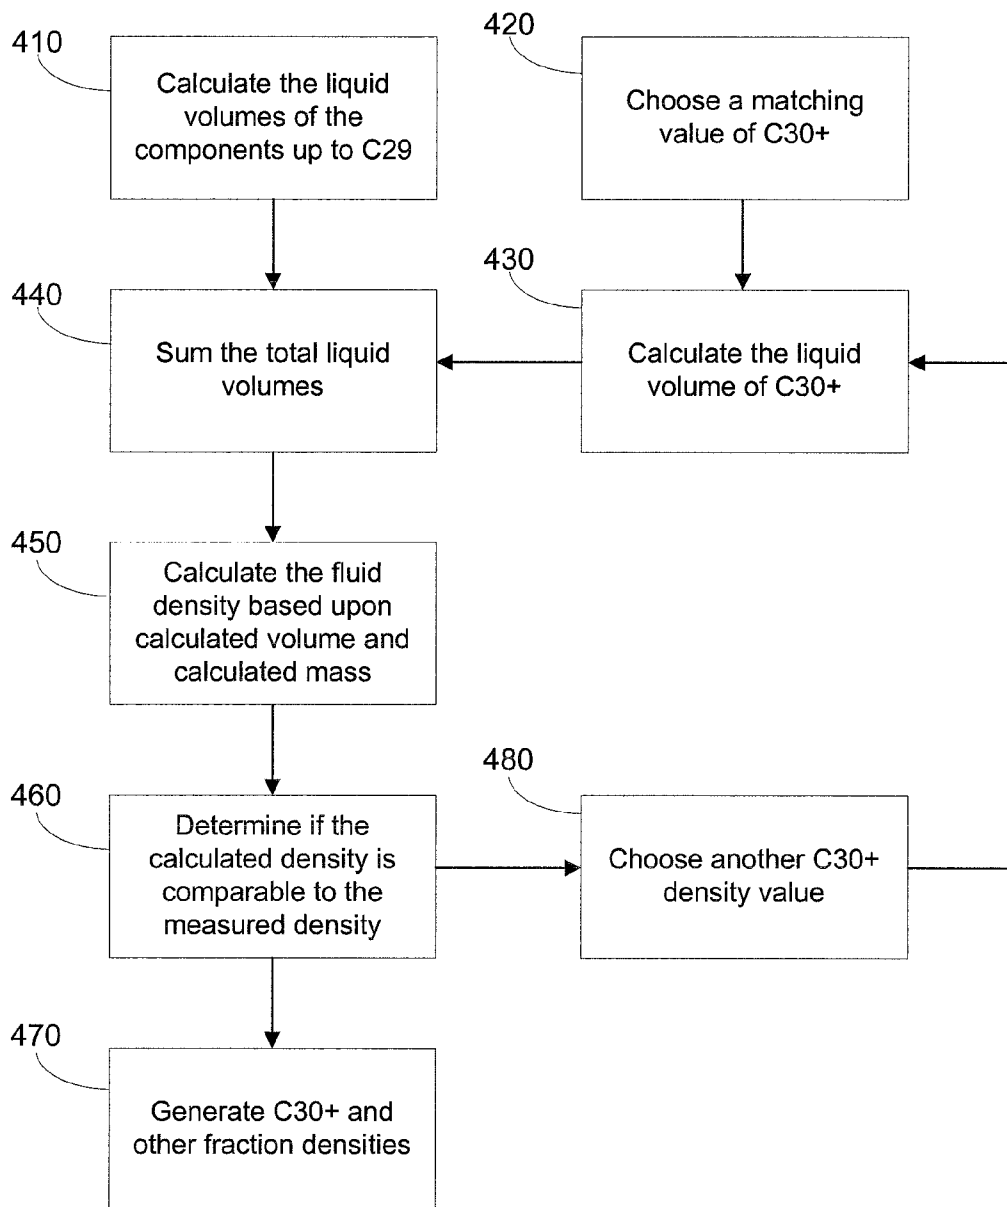 410
Calculate the liquid
volumes of the
components up to C29
420
Choose a matching
value of C30+
430
Calculate the liquid
volume of C30+
440
Sum the total liquid
volumes
450
Calculate the fluid
density based upon
calculated volume and
calculated mass
460
Determine if the
calculated density is
comparable to the
measured density
480
Choose another C30+
density value
470
Generate C30+ and
other fraction densities